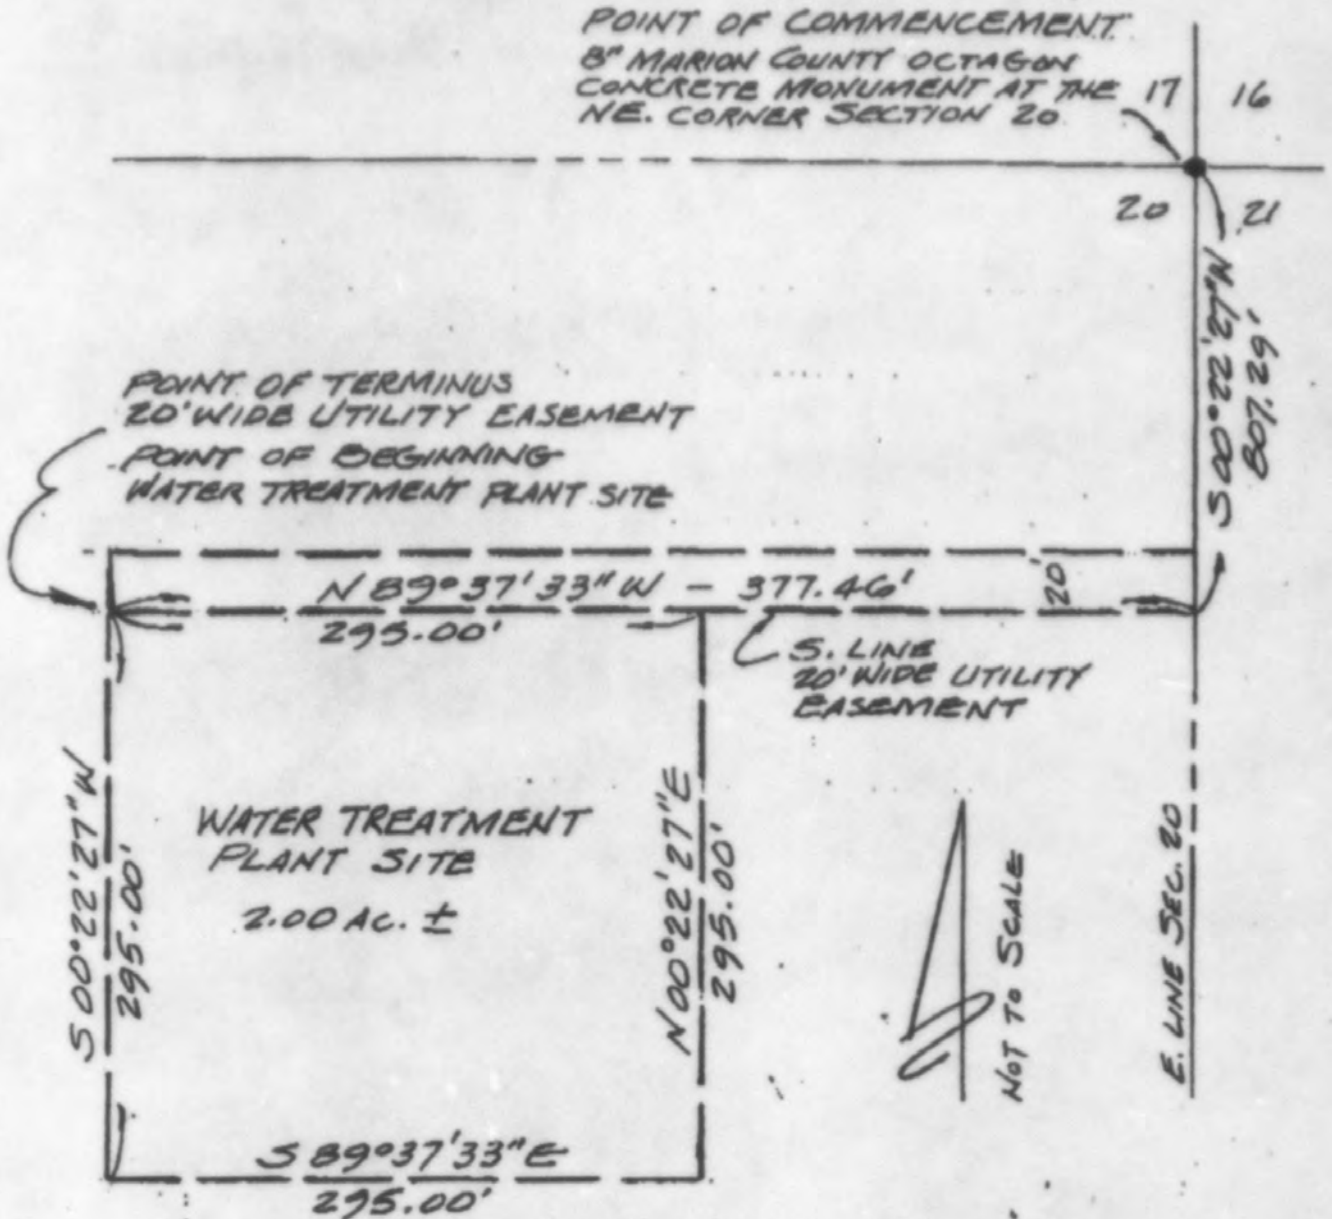 POINT OF COMMENCEMENT
8" MARION COUNTY OCTAGON
CONCRETE MONUMENT AT THE
NE. CORNER SECTION 20
17 16
20 21
S 00°22'27"W
807.29'
POINT OF TERMINUS
20' WIDE UTILITY EASEMENT
POINT OF BEGINNING
WATER TREATMENT PLANT SITE
N 89°37'33" W - 377.46'
20'
295.00'
S. LINE
20' WIDE UTILITY
EASEMENT
S 00°22'27" W
295.00'
WATER TREATMENT
PLANT SITE
2.00 AC. ±
N 00°22'27" E
295.00'
NOT TO SCALE
E. LINE SEC. 20
S 89°37'33" E
295.00'